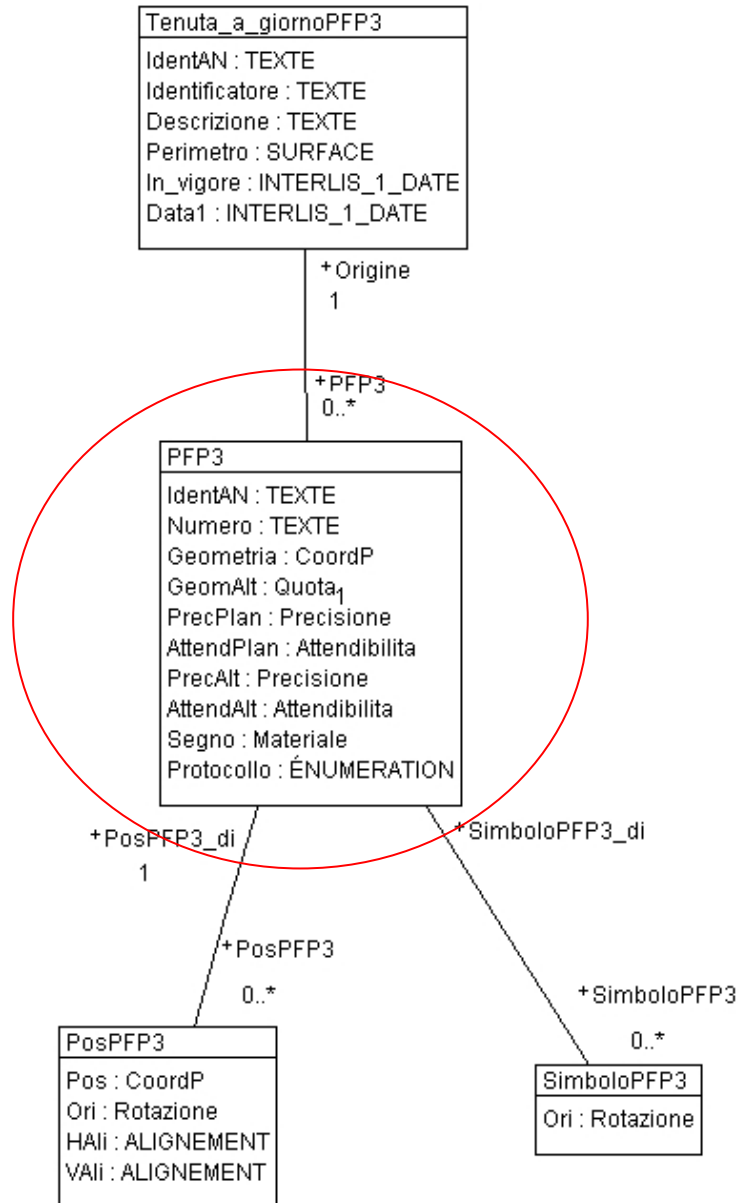 Tenuta_a_giornoPFP3
IdentAN : TEXTE
Identificatore : TEXTE
Descrizione : TEXTE
Perimetro : SURFACE
In_vigore : INTERLIS_1_DATE
Data1 : INTERLIS_1_DATE
+Origine
1
+PFP3
0..*
PFP3
IdentAN : TEXTE
Numero : TEXTE
Geometria : CoordP
GeomAlt : Quota
1
PrecPlan : Precisione
AttendPlan : Attendibilita
PrecAlt : Precisione
AttendAlt : Attendibilita
Segno : Materiale
Protocollo : ÉNUMERATION
+PosPFP3_di
1
+SimboloPFP3_di
+PosPFP3
0..*
+SimboloPFP3
0..*
PosPFP3
Pos : CoordP
Ori : Rotazione
HAli : ALIGNEMENT
VAli : ALIGNEMENT
SimboloPFP3
Ori : Rotazione